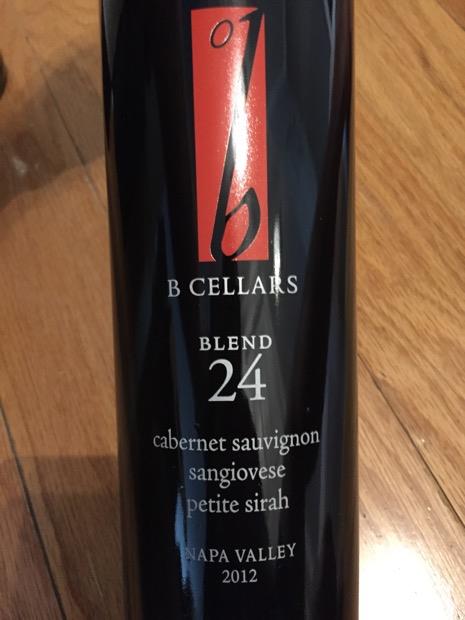 b
B CELLARS
BLEND
24
cabernet sauvignon
sangiovese
petite sirah
NAPA VALLEY
2012